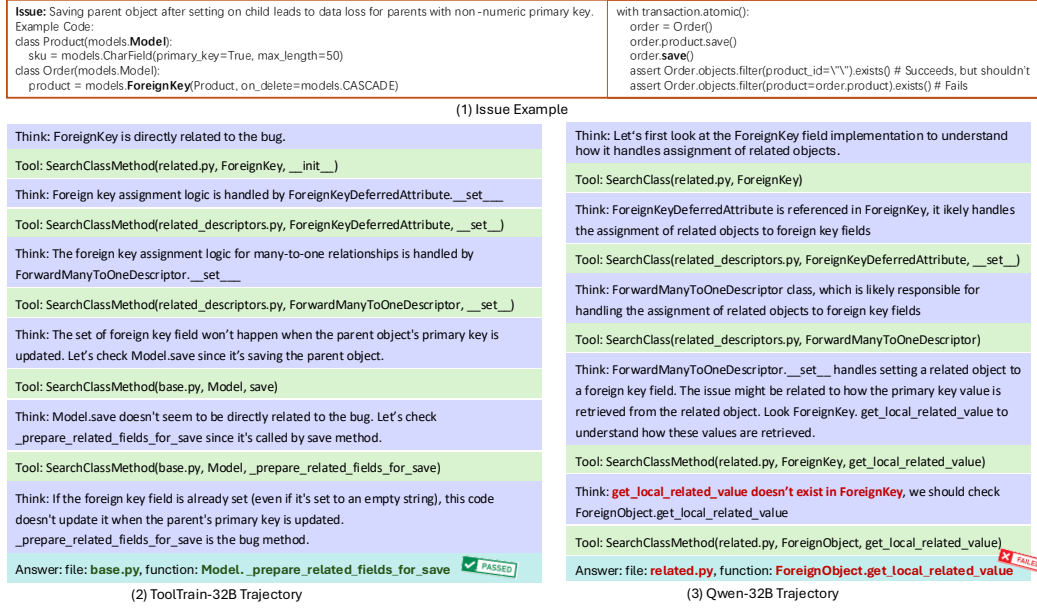 Issue: Saving parent object after setting on child leads to data loss for parents with non-numeric primary key.
Example Code:
class Product(models.Model):
sku = models.CharField(primary_key=True, max_length=50)
class Order(models.Model):
product = models.ForeignKey(Product, on_delete=models.CASCADE)
with transaction.atomic():
order = Order()
order.product.save()
order.save()
assert Order.objects.filter(product_id=\"\").exists() # Succeeds, but shouldn't
assert Order.objects.filter(product=order.product).exists() # Fails
(1) Issue Example
Think: ForeignKey is directly related to the bug.
Tool: SearchClassMethod(related.py, ForeignKey, __init__)
Think: Foreign key assignment logic is handled by ForeignKeyDeferredAttribute.__set___
Tool: SearchClassMethod(related_descriptors.py, ForeignKeyDeferredAttribute, __set__)
Think: The foreign key assignment logic for many-to-one relationships is handled by
ForwardManyToOneDescriptor.__set___
Tool: SearchClassMethod(related_descriptors.py, ForwardManyToOneDescriptor, __set__)
Think: The set of foreign key field won't happen when the parent object's primary key is
updated. Let's check Model.save since it's saving the parent object.
Tool: SearchClassMethod(base.py, Model, save)
Think: Model.save doesn't seem to be directly related to the bug. Let's check
_prepare_related_fields_for_save since it's called by save method.
Tool: SearchClassMethod(base.py, Model, _prepare_related_fields_for_save)
Think: If the foreign key field is already set (even if it's set to an empty string), this code
doesn't update it when the parent's primary key is updated.
_prepare_related_fields_for_save is the bug method.
Answer: file: base.py, function: Model. _prepare_related_fields_for_save
PASSED
(2) ToolTrain-32B Trajectory
Think: Let's first look at the ForeignKey field implementation to understand
how it handles assignment of related objects.
Tool: SearchClass(related.py, ForeignKey)
Think: ForeignKeyDeferredAttribute is referenced in ForeignKey, it ikely handles
the assignment of related objects to foreign key fields
Tool: SearchClass(related_descriptors.py, ForeignKeyDeferredAttribute, __set__)
Think: ForwardManyToOneDescriptor class, which is likely responsible for
handling the assignment of related objects to foreign key fields
Tool: SearchClass(related_descriptors.py, ForwardManyToOneDescriptor)
Think: ForwardManyToOneDescriptor.__set__ handles setting a related object to
a foreign key field. The issue might be related to how the primary key value is
retrieved from the related object. Look ForeignKey. get_local_related_value to
understand how these values are retrieved.
Tool: SearchClassMethod(related.py, ForeignKey, get_local_related_value)
Think: get_local_related_value doesn't exist in ForeignKey, we should check
ForeignObject.get_local_related_value
Tool: SearchClassMethod(related.py, ForeignObject, get_local_related_value)
FAILED
Answer: file: related.py, function: ForeignObject.get_local_related_value
(3) Qwen-32B Trajectory